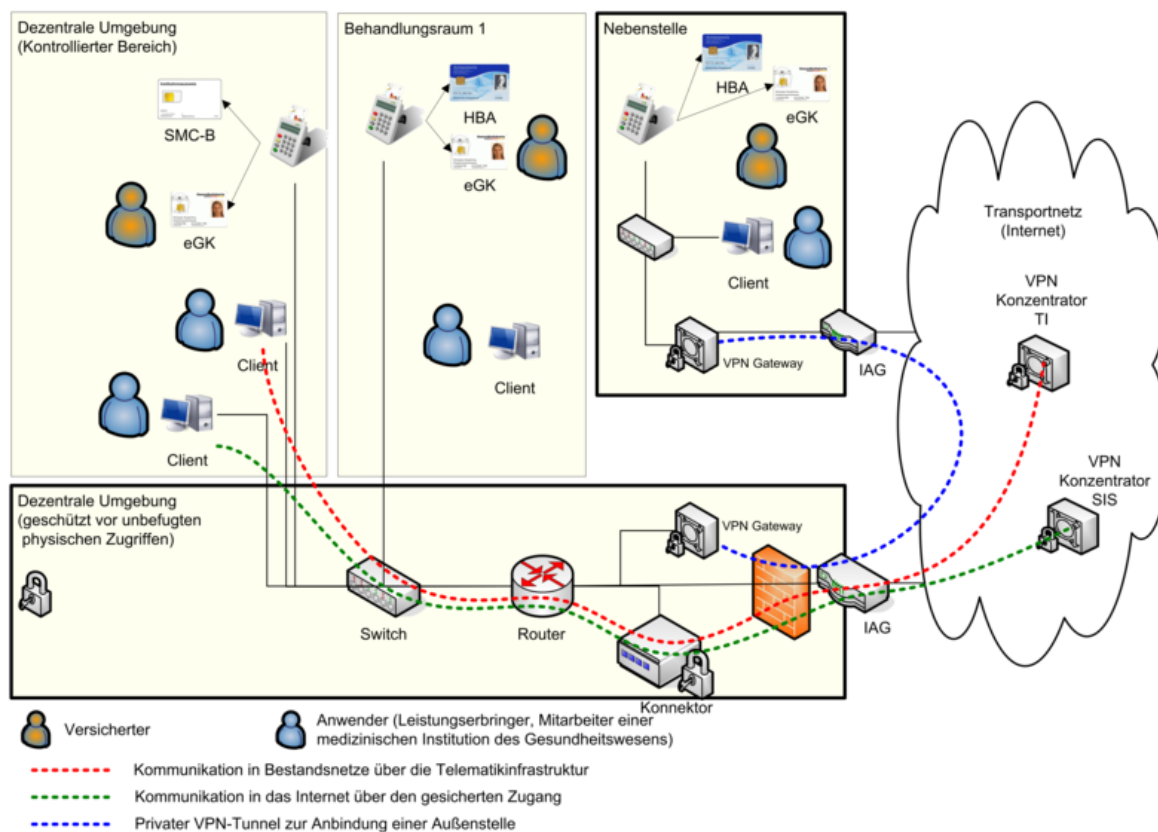 Dezentrale Umgebung
(Kontrollierter Bereich)
SMC-B
eGK
Client
Client
Behandlungsraum 1
HBA
eGK
Client
Nebenstelle
HBA
eGK
Client
VPN Gateway
IAG
Transportnetz
(Internet)
VPN
Konzentrator
TI
VPN
Konzentrator
SIS
Dezentrale Umgebung
(geschützt vor unbefugten
physischen Zugriffen)
Switch
Router
VPN Gateway
Konnektor
IAG
Versicherter
Anwender (Leistungserbringer, Mitarbeiter einer
medizinischen Institution des Gesundheitswesens)
Kommunikation in Bestandsnetze über die Telematikinfrastruktur
Kommunikation in das Internet über den gesicherten Zugang
Privater VPN-Tunnel zur Anbindung einer Außenstelle